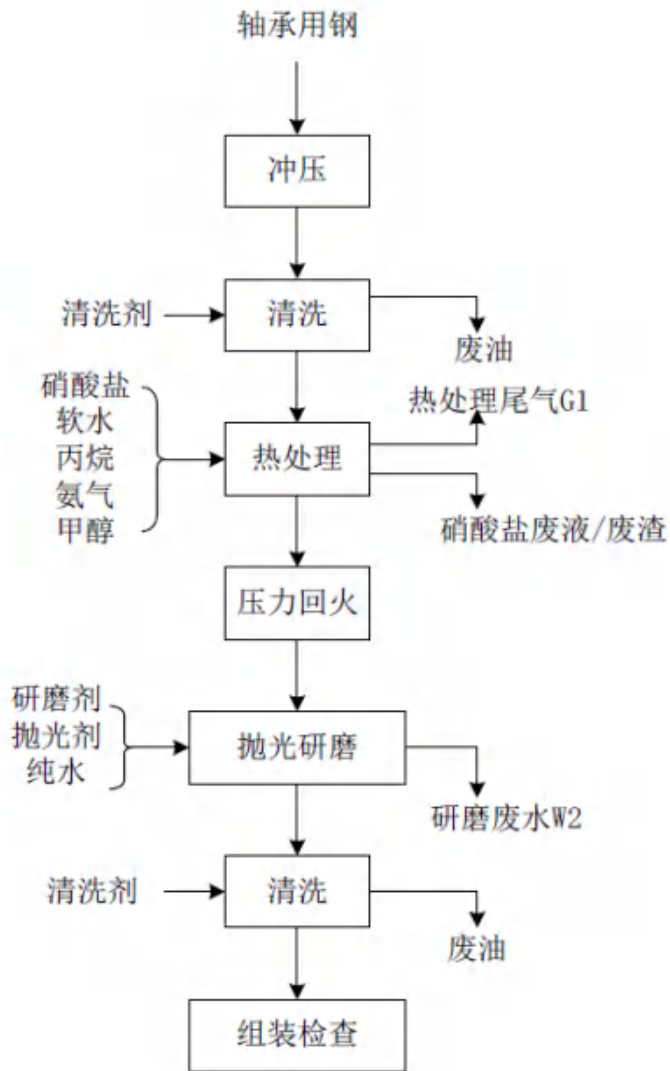 轴承用钢
冲压
清洗剂
清洗
废油
热处理尾气G1
硝酸盐
软水
丙烷
氨气
甲醇
热处理
硝酸盐废液/废渣
压力回火
研磨剂
抛光剂
纯水
抛光研磨
研磨废水W2
清洗剂
清洗
废油
组装检查